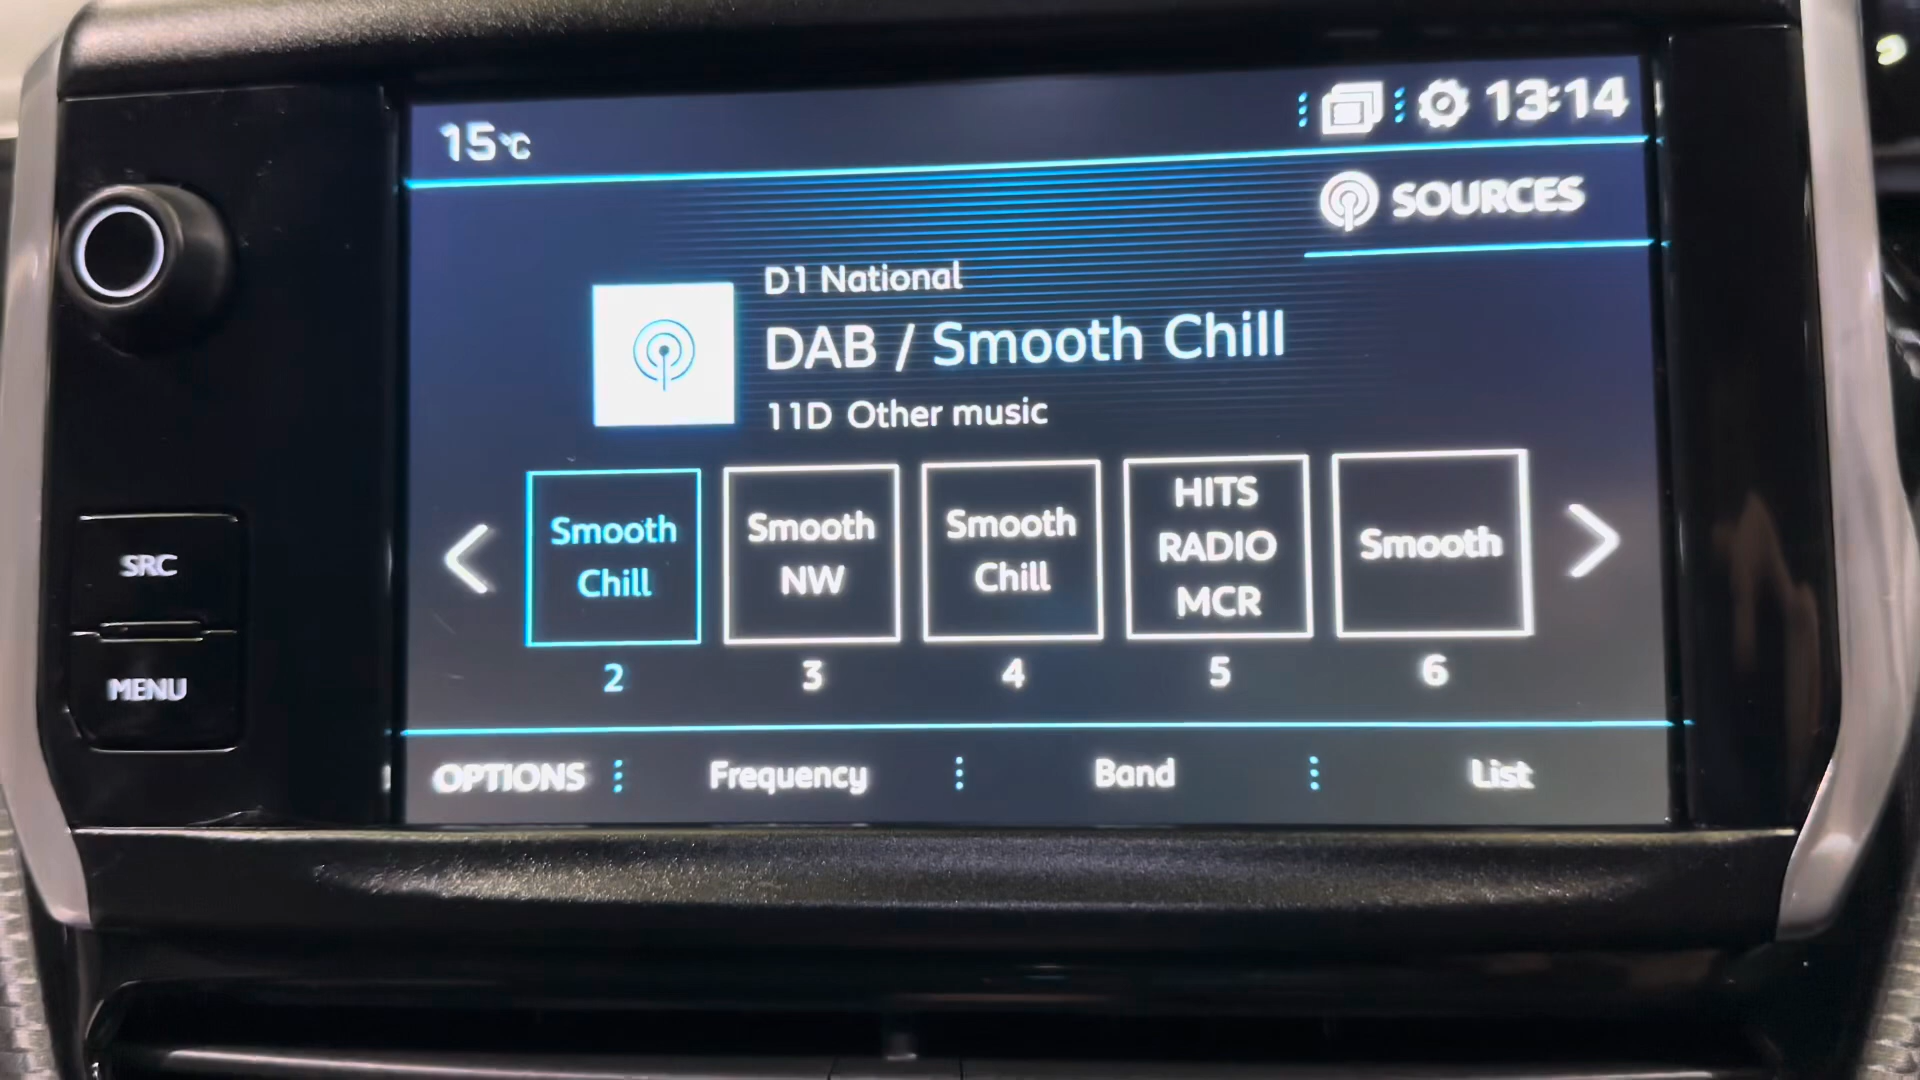 15°C
13:14
SOURCES
D1 National
DAB / Smooth Chill
11D Other music
Smooth
Chill
Smooth
NW
Smooth
Chill
HITS
RADIO
MCR
Smooth
2
3
4
5
6
OPTIONS
Frequency
Band
List
SRC
MENU